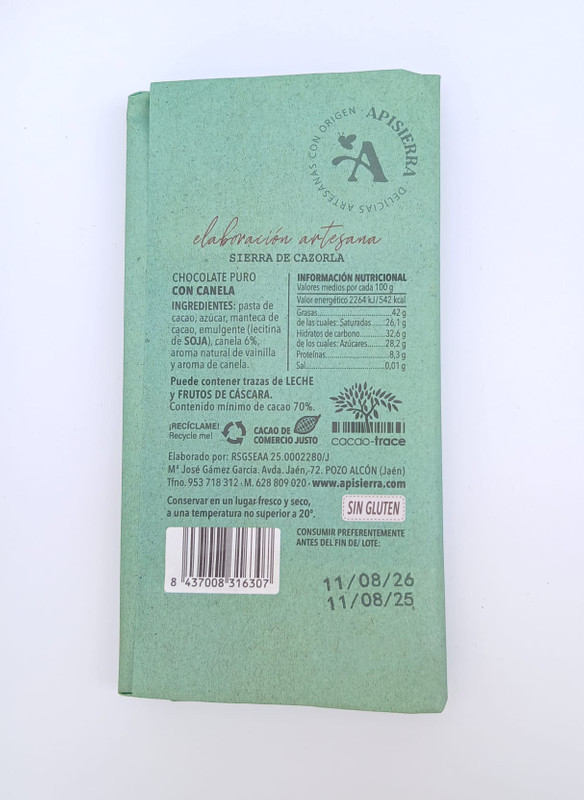 APISIERRA · DELICIAS ARTESANAS CON ORIGEN ·
A
elaboración artesana
SIERRA DE CAZORLA
CHOCOLATE PURO
CON CANELA
INGREDIENTES: pasta de
cacao, azúcar, manteca de
cacao, emulgente (lecitina
de SOJA), canela 6%,
aroma natural de vainilla
y aroma de canela.
INFORMACIÓN NUTRICIONAL
Valores medios por cada 100 g
Valor energético 2264 kJ/542 kcal
Grasas..................42 g
de las cuales: Saturadas........26,1 g
Hidratos de carbono..........32,6 g
de los cuales: Azúcares........28,2 g
Proteínas..................8,3 g
Sal..................0,01 g
Puede contener trazas de LECHE
y FRUTOS DE CÁSCARA.
Contenido mínimo de cacao 70%.
¡RECÍCLAME!
Recycle me!
CACAO DE
COMERCIO JUSTO
cacao-trace
Elaborado por: RSGSEAA 25.0002280/J
Mª José Gámez García. Avda. Jaén, 72. POZO ALCÓN (Jaén)
Tfno. 953 718 312 · M. 628 809 020 · www.apisierra.com
Conservar en un lugar fresco y seco,
a una temperatura no superior a 20°.
SIN GLUTEN
CONSUMIR PREFERENTEMENTE
ANTES DEL FIN DE/ LOTE:
8 437008 316307
11/08/26
11/08/25